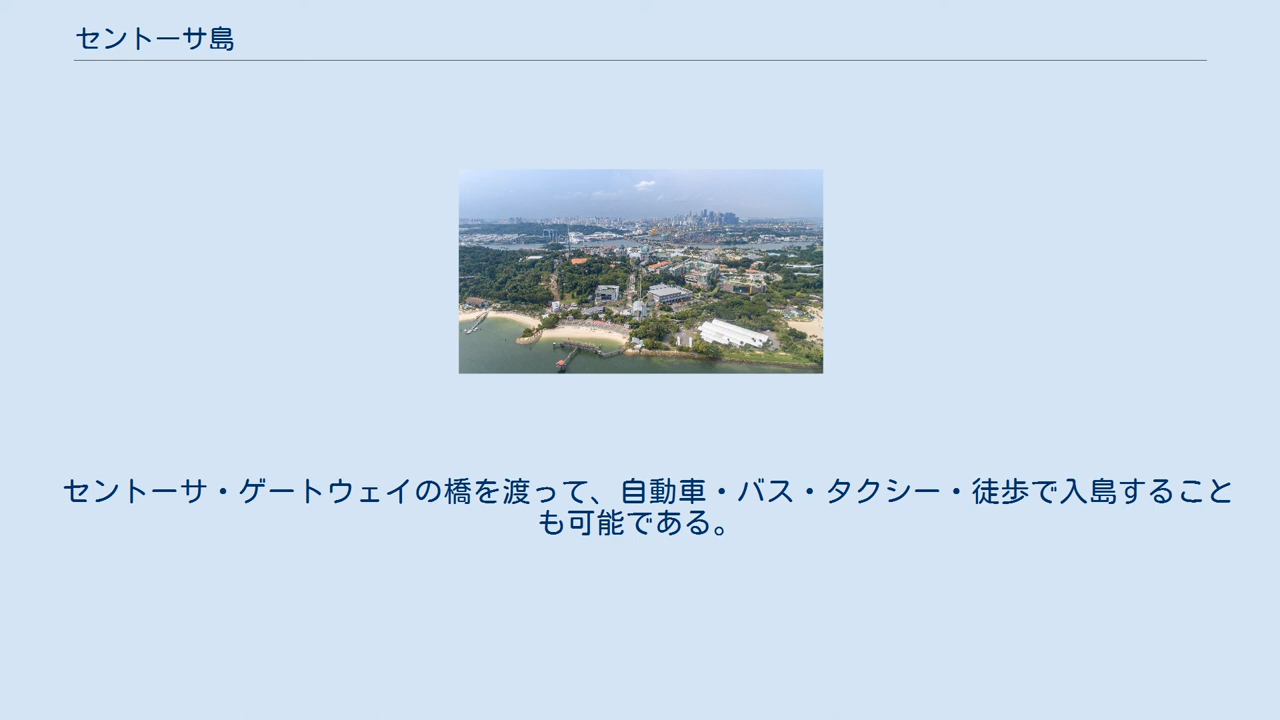 セントーサ島
セントーサ・ゲートウェイの橋を渡って、自動車・バス・タクシー・徒歩で入島すること
も可能である。